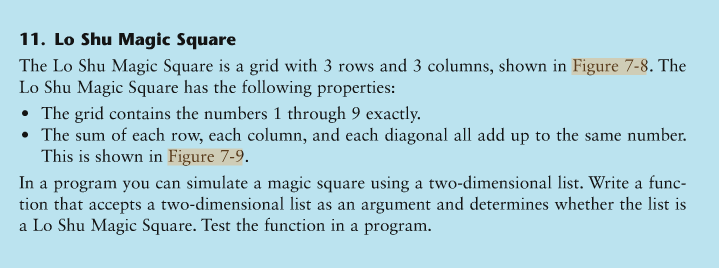 11. Lo Shu Magic Square
The Lo Shu Magic Square is a grid with 3 rows and 3 columns, shown in Figure 7-8. The
Lo Shu Magic Square has the following properties:
• The grid contains the numbers 1 through 9 exactly.
• The sum of each row, each column, and each diagonal all add up to the same number.
This is shown in Figure 7-9.
In a program you can simulate a magic square using a two-dimensional list. Write a func-
tion that accepts a two-dimensional list as an argument and determines whether the list is
a Lo Shu Magic Square. Test the function in a program.